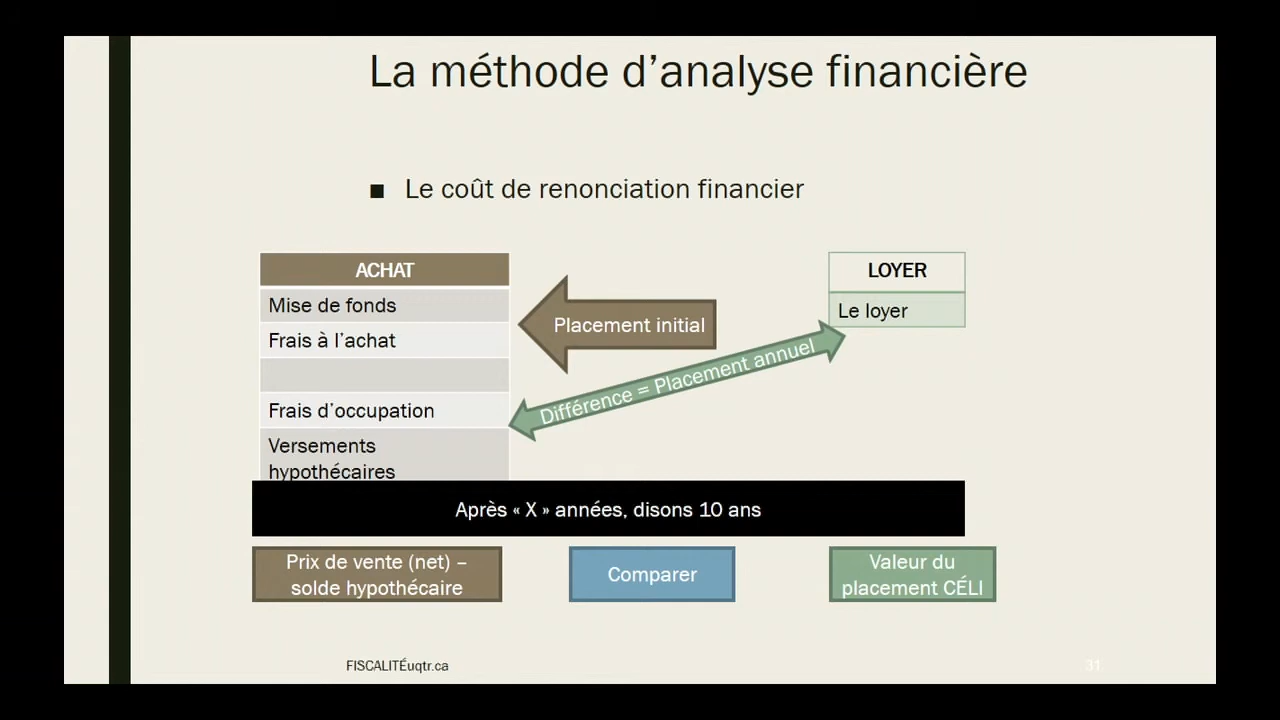 La méthode d’analyse financière
■ Le coût de renonciation financier
ACHAT
Mise de fonds
Frais à l’achat
Frais d’occupation
Versements
hypothécaires
Placement initial
Différence = Placement annuel
LOYER
Le loyer
Après « X » années, disons 10 ans
Prix de vente (net) –
solde hypothécaire
Comparer
Valeur du
placement CÉLI
FISCALITÉuqtr.ca
31